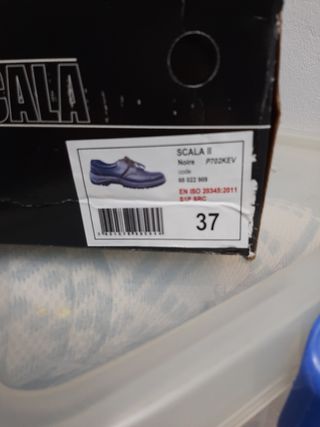 SCALA
SCALA II
Noire P702KEV
code
EN ISO 20345:2011
S1P SRC
37